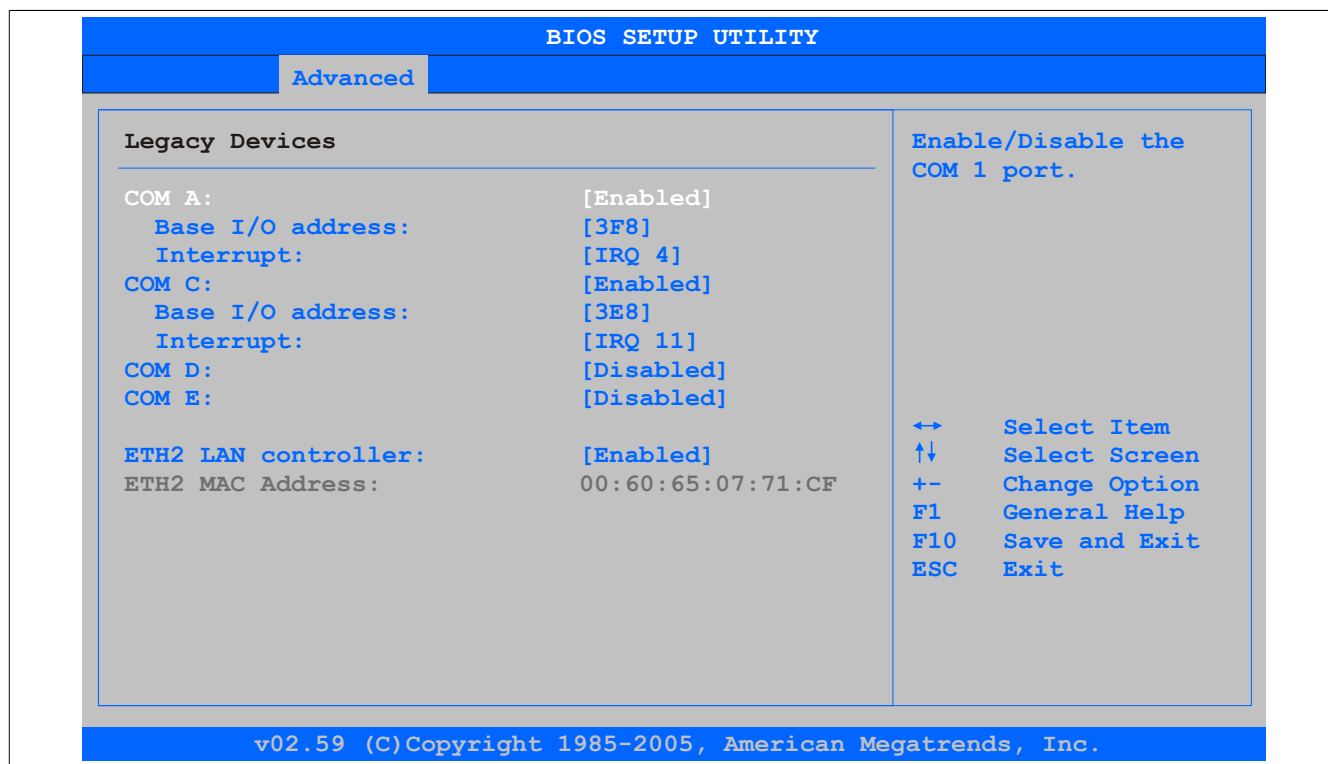 BIOS SETUP UTILITY
Advanced
Legacy Devices
COM A: [Enabled]
Base I/O address: [3F8]
Interrupt: [IRQ 4]
COM C: [Enabled]
Base I/O address: [3E8]
Interrupt: [IRQ 11]
COM D: [Disabled]
COM E: [Disabled]
ETH2 LAN controller: [Enabled]
ETH2 MAC Address: 00:60:65:07:71:CF
Enable/Disable the
COM 1 port.
↔ Select Item
↑↓ Select Screen
+- Change Option
F1 General Help
F10 Save and Exit
ESC Exit
v02.59 (C)Copyright 1985-2005, American Megatrends, Inc.